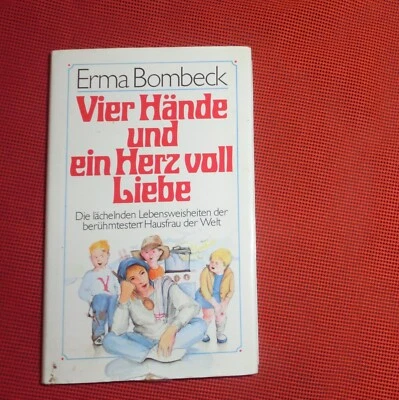 Erma Bombeck
Vier Hände
und
ein Herz voll
Liebe
Die lächelnden Lebensweisheiten der
berühmtesten Hausfrau der Welt